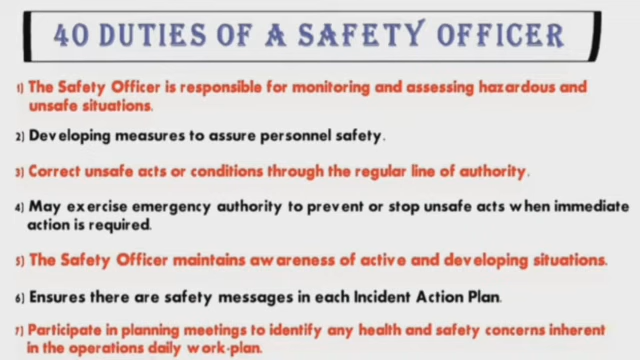 40 DUTIES OF A SAFETY OFFICER
1) The Safety Officer is responsible for monitoring and assessing hazardous and
unsafe situations.
2) Developing measures to assure personnel safety.
3) Correct unsafe acts or conditions through the regular line of authority.
4) May exercise emergency authority to prevent or stop unsafe acts when immediate
action is required.
5) The Safety Officer maintains awareness of active and developing situations.
6) Ensures there are safety messages in each Incident Action Plan.
7) Participate in planning meetings to identify any health and safety concerns inherent
in the operations daily work-plan.